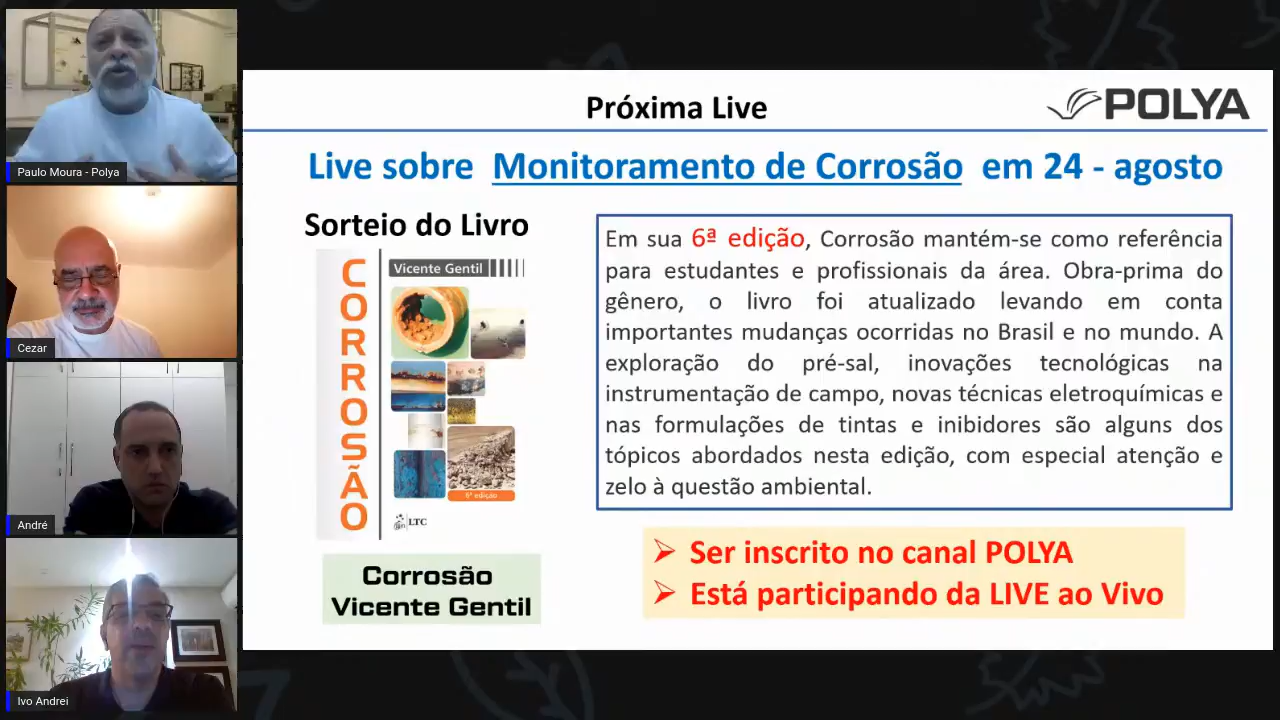 Paulo Moura - Polya
Cezar
André
Ivo Andrei
Próxima Live
POLYA
Live sobre Monitoramento de Corrosão em 24 - agosto
Sorteio do Livro
CORROSÃO
Vicente Gentil
6ª edição
LTC
Corrosão
Vicente Gentil
Em sua 6ª edição, Corrosão mantém-se como referência
para estudantes e profissionais da área. Obra-prima do
gênero, o livro foi atualizado levando em conta
importantes mudanças ocorridas no Brasil e no mundo. A
exploração do pré-sal, inovações tecnológicas na
instrumentação de campo, novas técnicas eletroquímicas e
nas formulações de tintas e inibidores são alguns dos
tópicos abordados nesta edição, com especial atenção e
zelo à questão ambiental.
Ser inscrito no canal POLYA
Está participando da LIVE ao Vivo